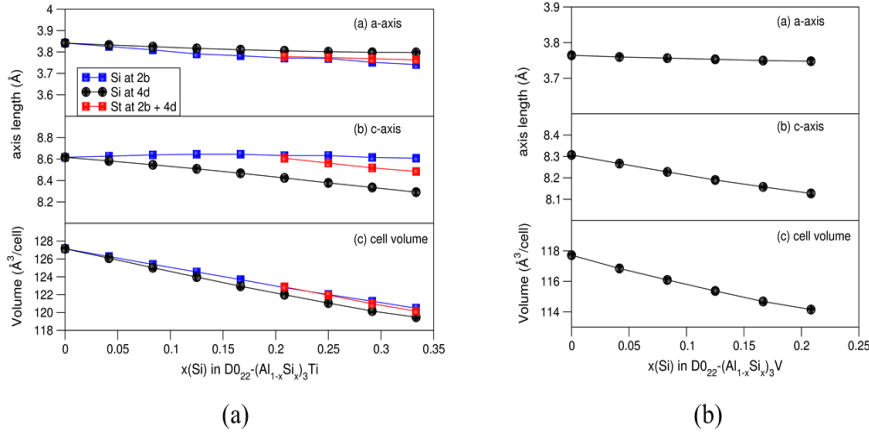 4
3.9
3.8
3.7
3.6
axis length (Å)
(a) a-axis
Si at 2b
Si at 4d
St at 2b + 4d
8.8
8.6
8.4
8.2
(b) c-axis
128
126
124
122
120
118
Volume (Å³/cell)
(c) cell volume
0 0.05 0.1 0.15 0.2 0.25 0.3 0.35
x(Si) in D0₂₂-(Al₁₋ₓSiₓ)₃Ti
(a)
3.9
3.8
3.7
axis length (Å)
(a) a-axis
8.4
8.3
8.2
8.1
(b) c-axis
118
116
114
Volume (Å³/cell)
(c) cell volume
0 0.05 0.1 0.15 0.2 0.25
x(Si) in D0₂₂-(Al₁₋ₓSiₓ)₃V
(b)